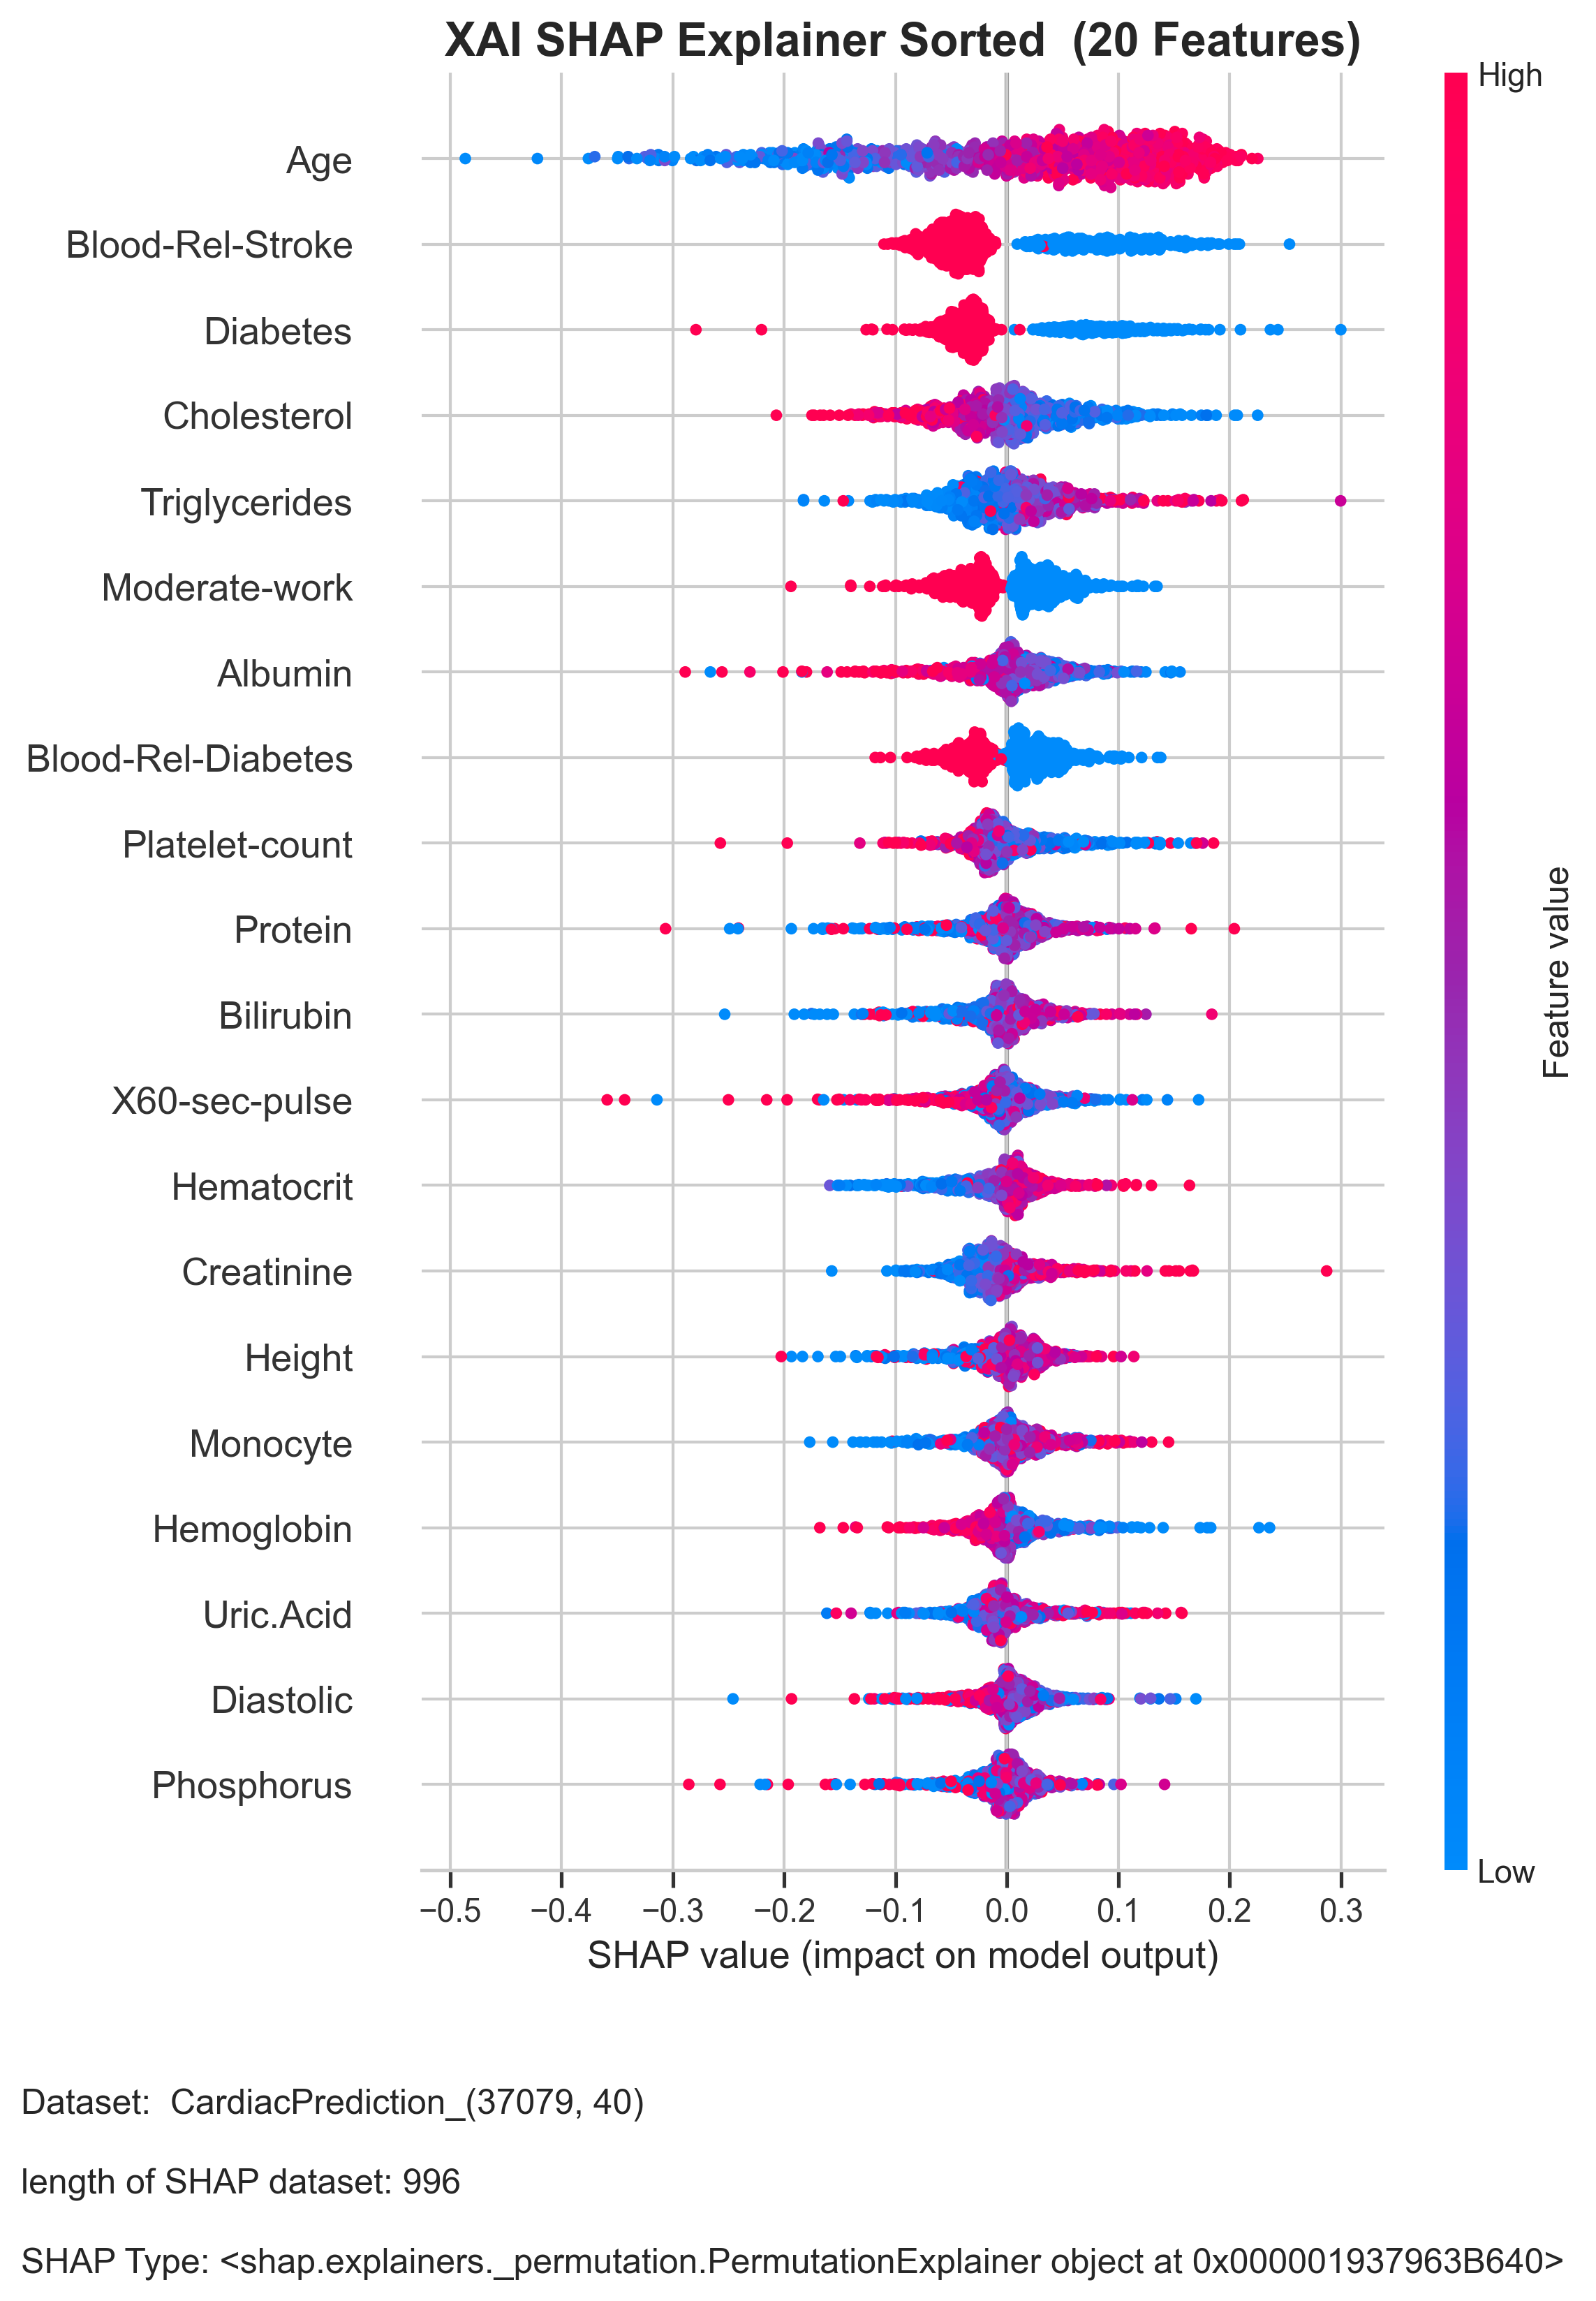 XAI SHAP Explainer Sorted  (20 Features)
High
Age
Blood-Rel-Stroke
Diabetes
Cholesterol
Triglycerides
Moderate-work
Albumin
Blood-Rel-Diabetes
Platelet-count
Protein
Bilirubin
X60-sec-pulse
Hematocrit
Creatinine
Height
Monocyte
Hemoglobin
Uric.Acid
Diastolic
Phosphorus
Feature value
Low
−0.5 −0.4 −0.3 −0.2 −0.1 0.0 0.1 0.2 0.3
SHAP value (impact on model output)
Dataset:  CardiacPrediction_(37079, 40)
length of SHAP dataset: 996
SHAP Type: <shap.explainers._permutation.PermutationExplainer object at 0x000001937963B640>